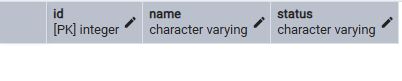 id name status
[PK] integer character varying character varying